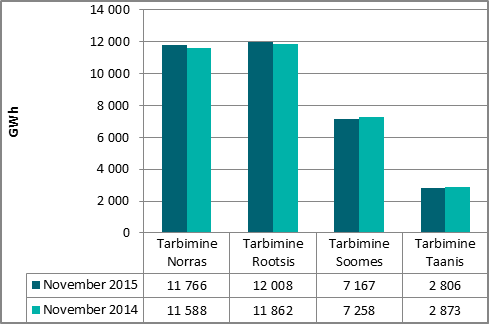 14 000
12 000
10 000
8 000
6 000
4 000
2 000
0
GWh
Tarbimine Norras
Tarbimine Rootsis
Tarbimine Soomes
Tarbimine Taanis
November 2015 11 766 12 008 7 167 2 806
November 2014 11 588 11 862 7 258 2 873